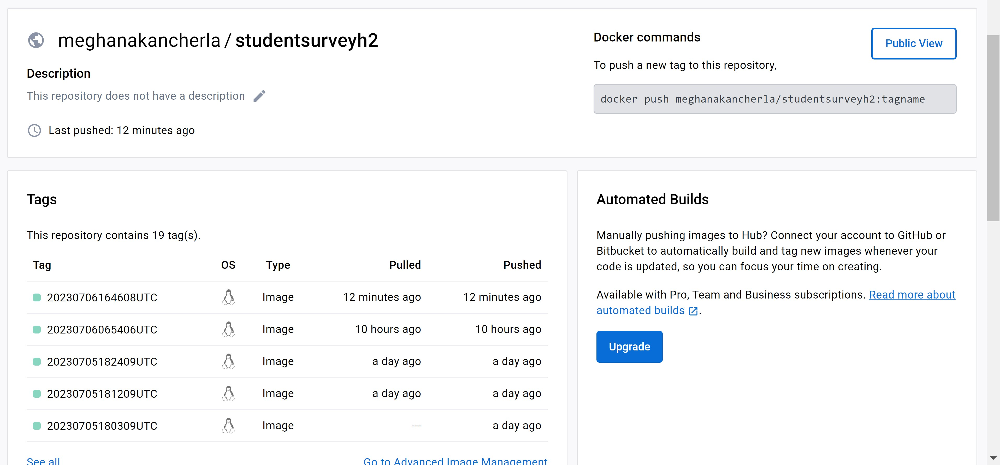 meghanakancherla / studentsurveyh2
Description
This repository does not have a description
Last pushed: 12 minutes ago
Docker commands
Public View
To push a new tag to this repository,
docker push meghanakancherla/studentsurveyh2:tagname
Tags
This repository contains 19 tag(s).
Tag OS Type Pulled Pushed
20230706164608UTC Image 12 minutes ago 12 minutes ago
20230706065406UTC Image 10 hours ago 10 hours ago
20230705182409UTC Image a day ago a day ago
20230705181209UTC Image a day ago a day ago
20230705180309UTC Image --- a day ago
See all Go to Advanced Image Management
Automated Builds
Manually pushing images to Hub? Connect your account to GitHub or
Bitbucket to automatically build and tag new images whenever your
code is updated, so you can focus your time on creating.
Available with Pro, Team and Business subscriptions. Read more about
automated builds .
Upgrade